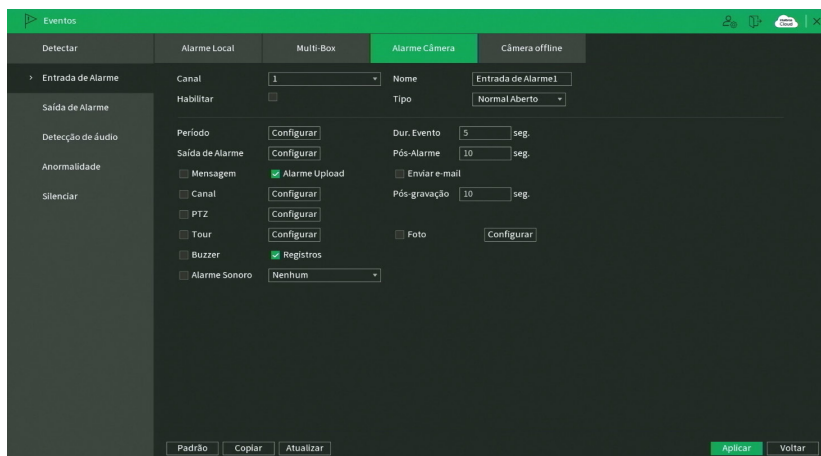 Eventos
Detectar
Alarme Local
Multi-Box
Alarme Câmera
Câmera offline
Entrada de Alarme
Saída de Alarme
Detecção de áudio
Anormalidade
Silenciar
Canal 1 Nome Entrada de Alarme1
Habilitar Tipo Normal Aberto
Período Configurar Dur. Evento 5 seg.
Saída de Alarme Configurar Pós-Alarme 10 seg.
Mensagem Alarme Upload Enviar e-mail
Canal Configurar Pós-gravação 10 seg.
PTZ Configurar
Tour Configurar Foto Configurar
Buzzer Registros
Alarme Sonoro Nenhum
Padrão Copiar Atualizar Aplicar Voltar